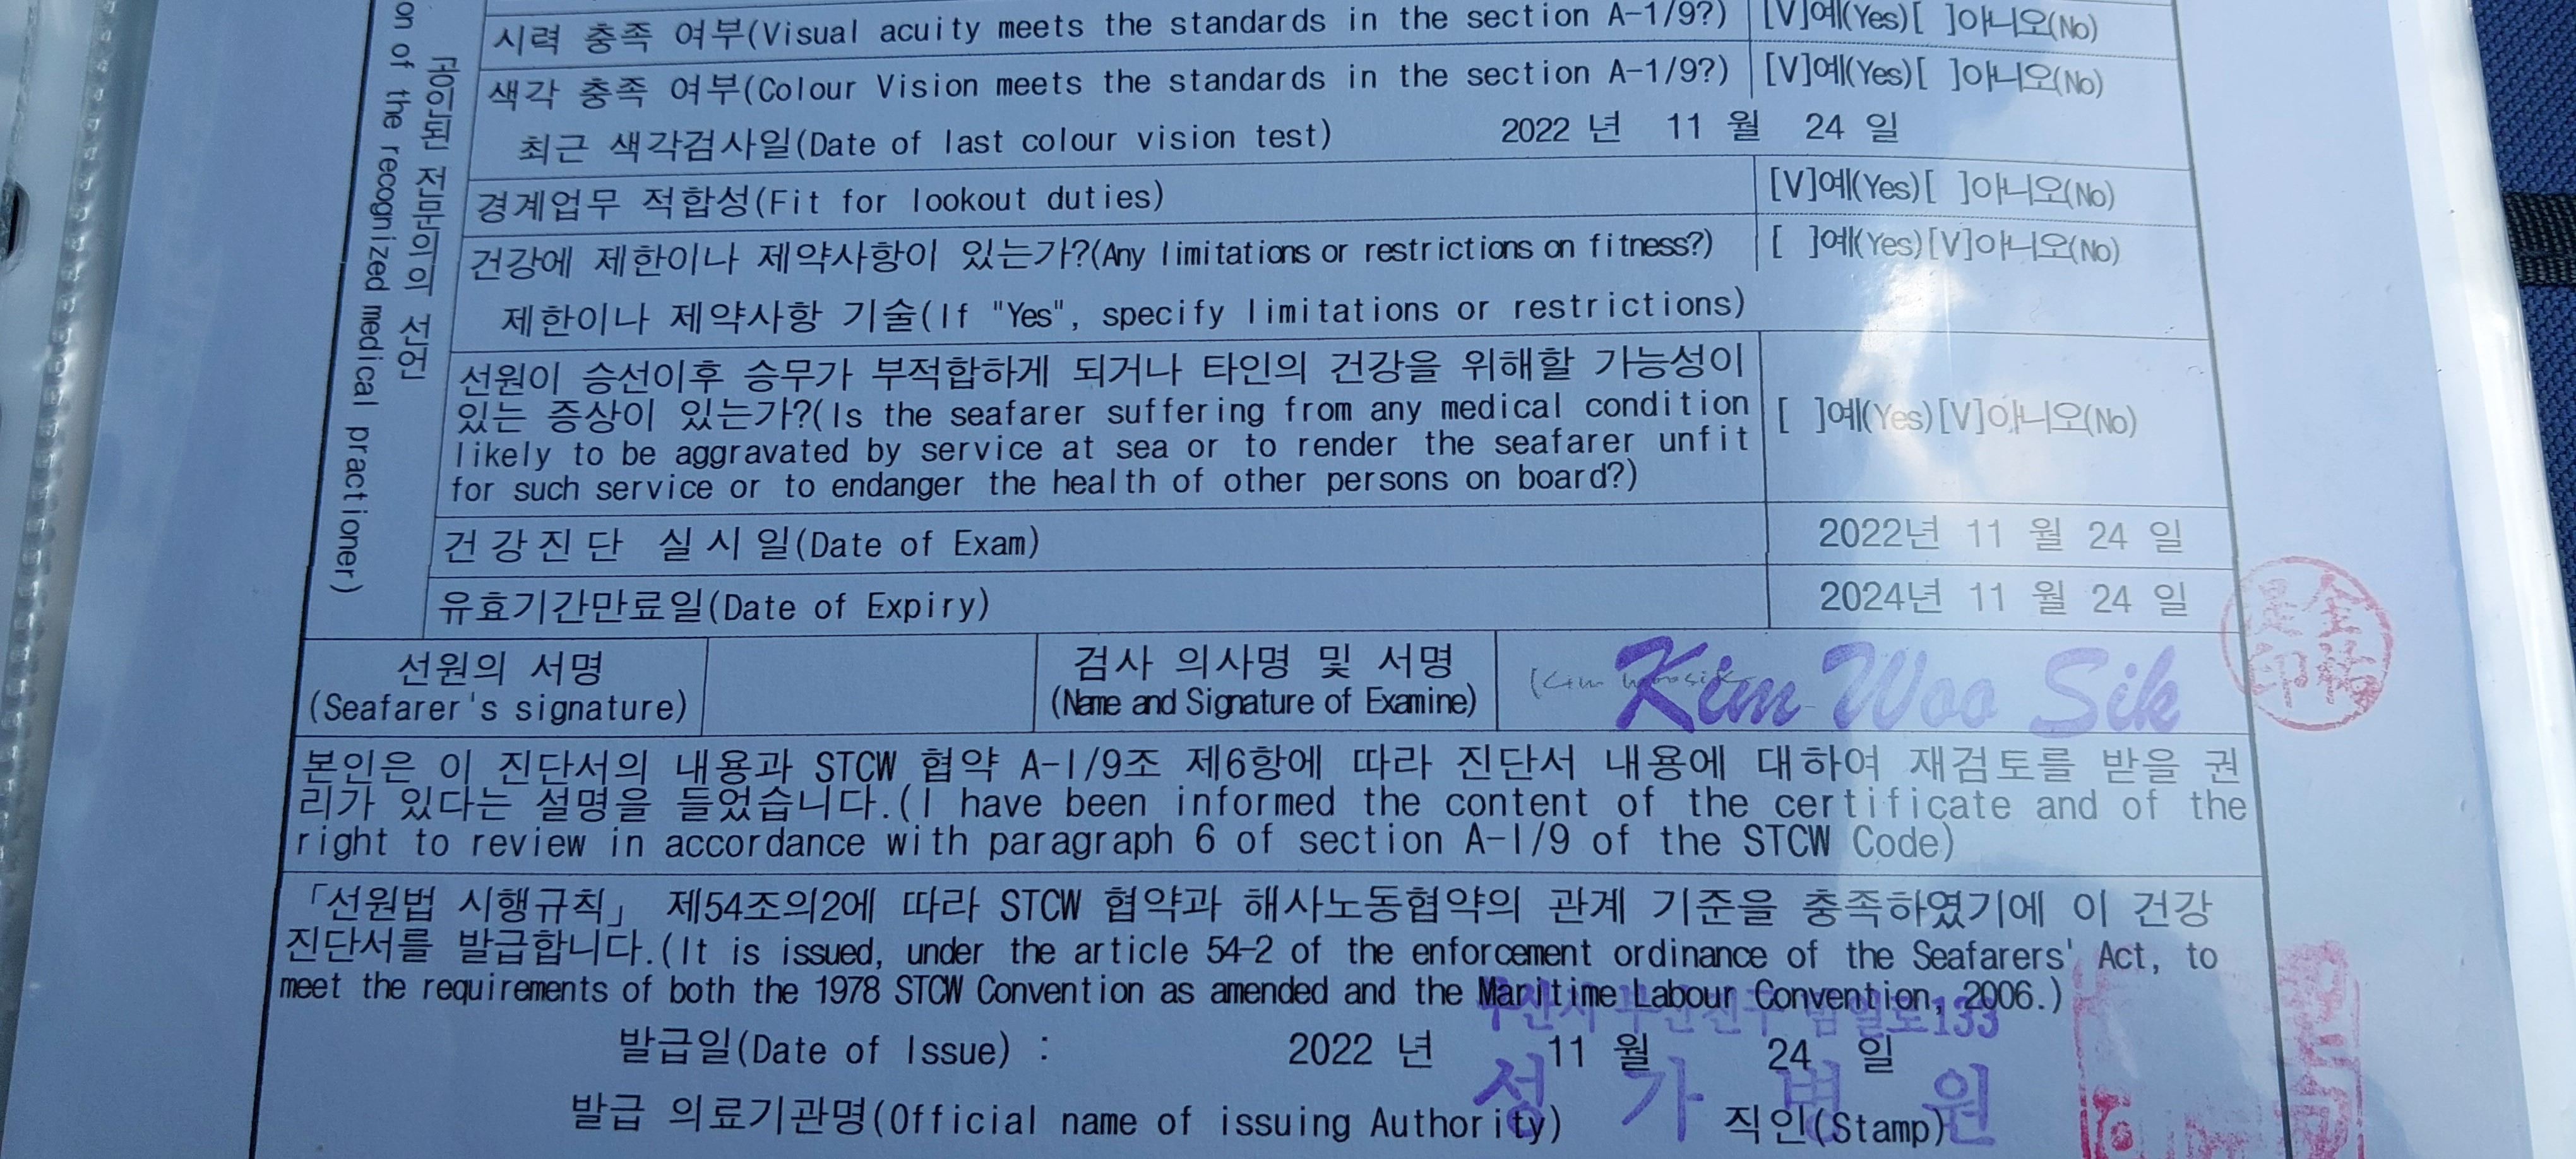 시력 충족 여부(Visual acuity meets the standards in the section A-1/9?) [V]예(Yes)[ ]아니오(No)
색각 충족 여부(Colour Vision meets the standards in the section A-1/9?) [V]예(Yes)[ ]아니오(No)
최근 색각검사일(Date of last colour vision test) 2022 년 11 월 24 일
경계업무 적합성(Fit for lookout duties) [V]예(Yes)[ ]아니오(No)
건강에 제한이나 제약사항이 있는가?(Any limitations or restrictions on fitness?) [ ]예(Yes)[V]아니오(No)
제한이나 제약사항 기술(If "Yes", specify limitations or restrictions)
선원이 승선이후 승무가 부적합하게 되거나 타인의 건강을 위해할 가능성이
있는 증상이 있는가?(Is the seafarer suffering from any medical condition [ ]예(Yes)[V]아니오(No)
likely to be aggravated by service at sea or to render the seafarer unfit
for such service or to endanger the health of other persons on board?)
건강진단 실시일(Date of Exam) 2022년 11 월 24 일
유효기간만료일(Date of Expiry) 2024년 11 월 24 일
공인된 전문의의 선언
on of the recognized medical practioner)
선원의 서명
(Seafarer's signature)
검사 의사명 및 서명
(Name and Signature of Examine)
Kim Woo Sik
본인은 이 진단서의 내용과 STCW 협약 A-I/9조 제6항에 따라 진단서 내용에 대하여 재검토를 받을 권
리가 있다는 설명을 들었습니다.(I have been informed the content of the certificate and of the
right to review in accordance with paragraph 6 of section A-I/9 of the STCW Code)
「선원법 시행규칙」 제54조의2에 따라 STCW 협약과 해사노동협약의 관계 기준을 충족하였기에 이 건강
진단서를 발급합니다.(It is issued, under the article 54-2 of the enforcement ordinance of the Seafarers' Act, to
meet the requirements of both the 1978 STCW Convention as amended and the Maritime Labour Convention, 2006.)
부산시 부산진구 범일로133
발급일(Date of Issue) : 2022 년 11 월 24 일
성 가 병 원
발급 의료기관명(Official name of issuing Authority) 직인(Stamp)